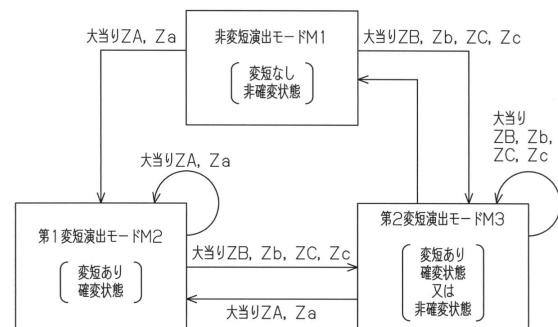 大当りZA, Za
非変短演出モードM1
変短なし
非確変状態
大当りZB, Zb, ZC, Zc
大当り
ZB, Zb,
ZC, Zc
大当りZA, Za
第1変短演出モードM2
変短あり
確変状態
大当りZB, Zb, ZC, Zc
大当りZA, Za
第2変短演出モードM3
変短あり
確変状態
又は
非確変状態